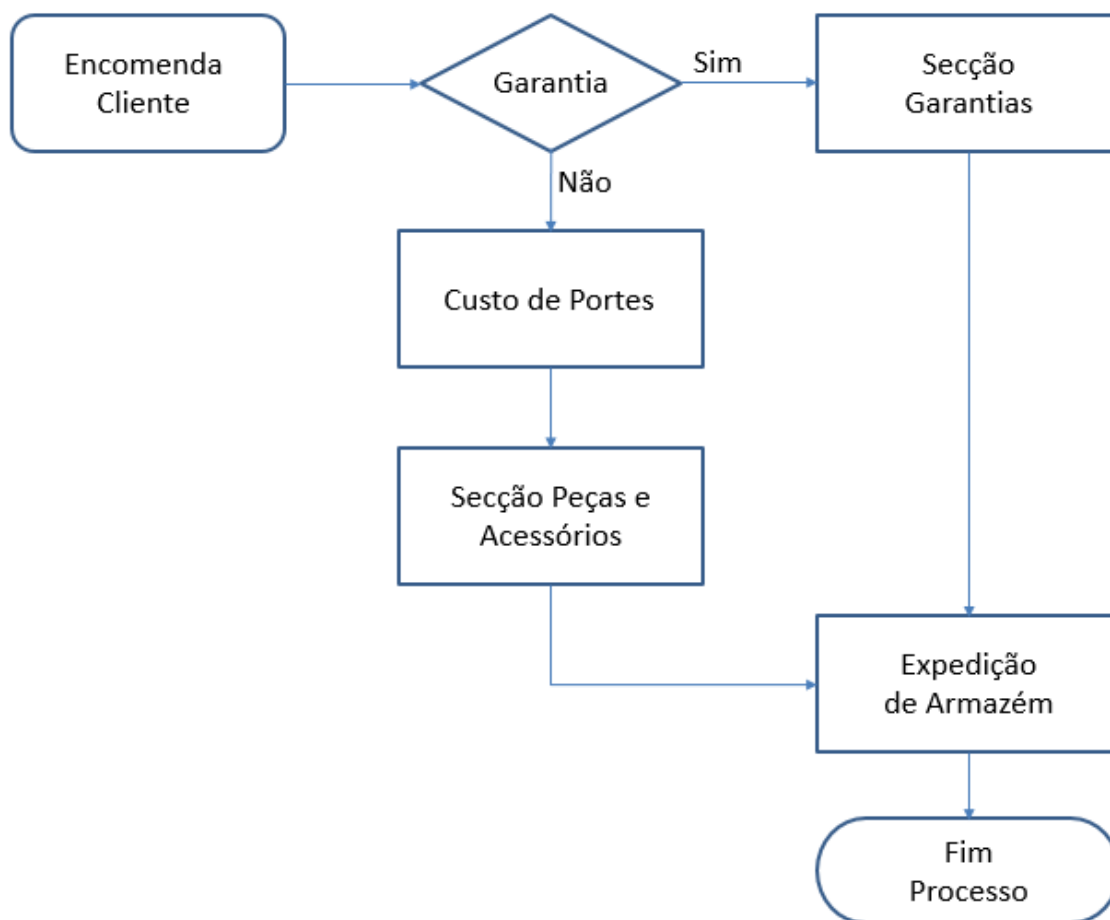 Encomenda
Cliente
Garantia
Sim
Secção
Garantias
Não
Custo de Portes
Secção Peças e
Acessórios
Expedição
de Armazém
Fim
Processo